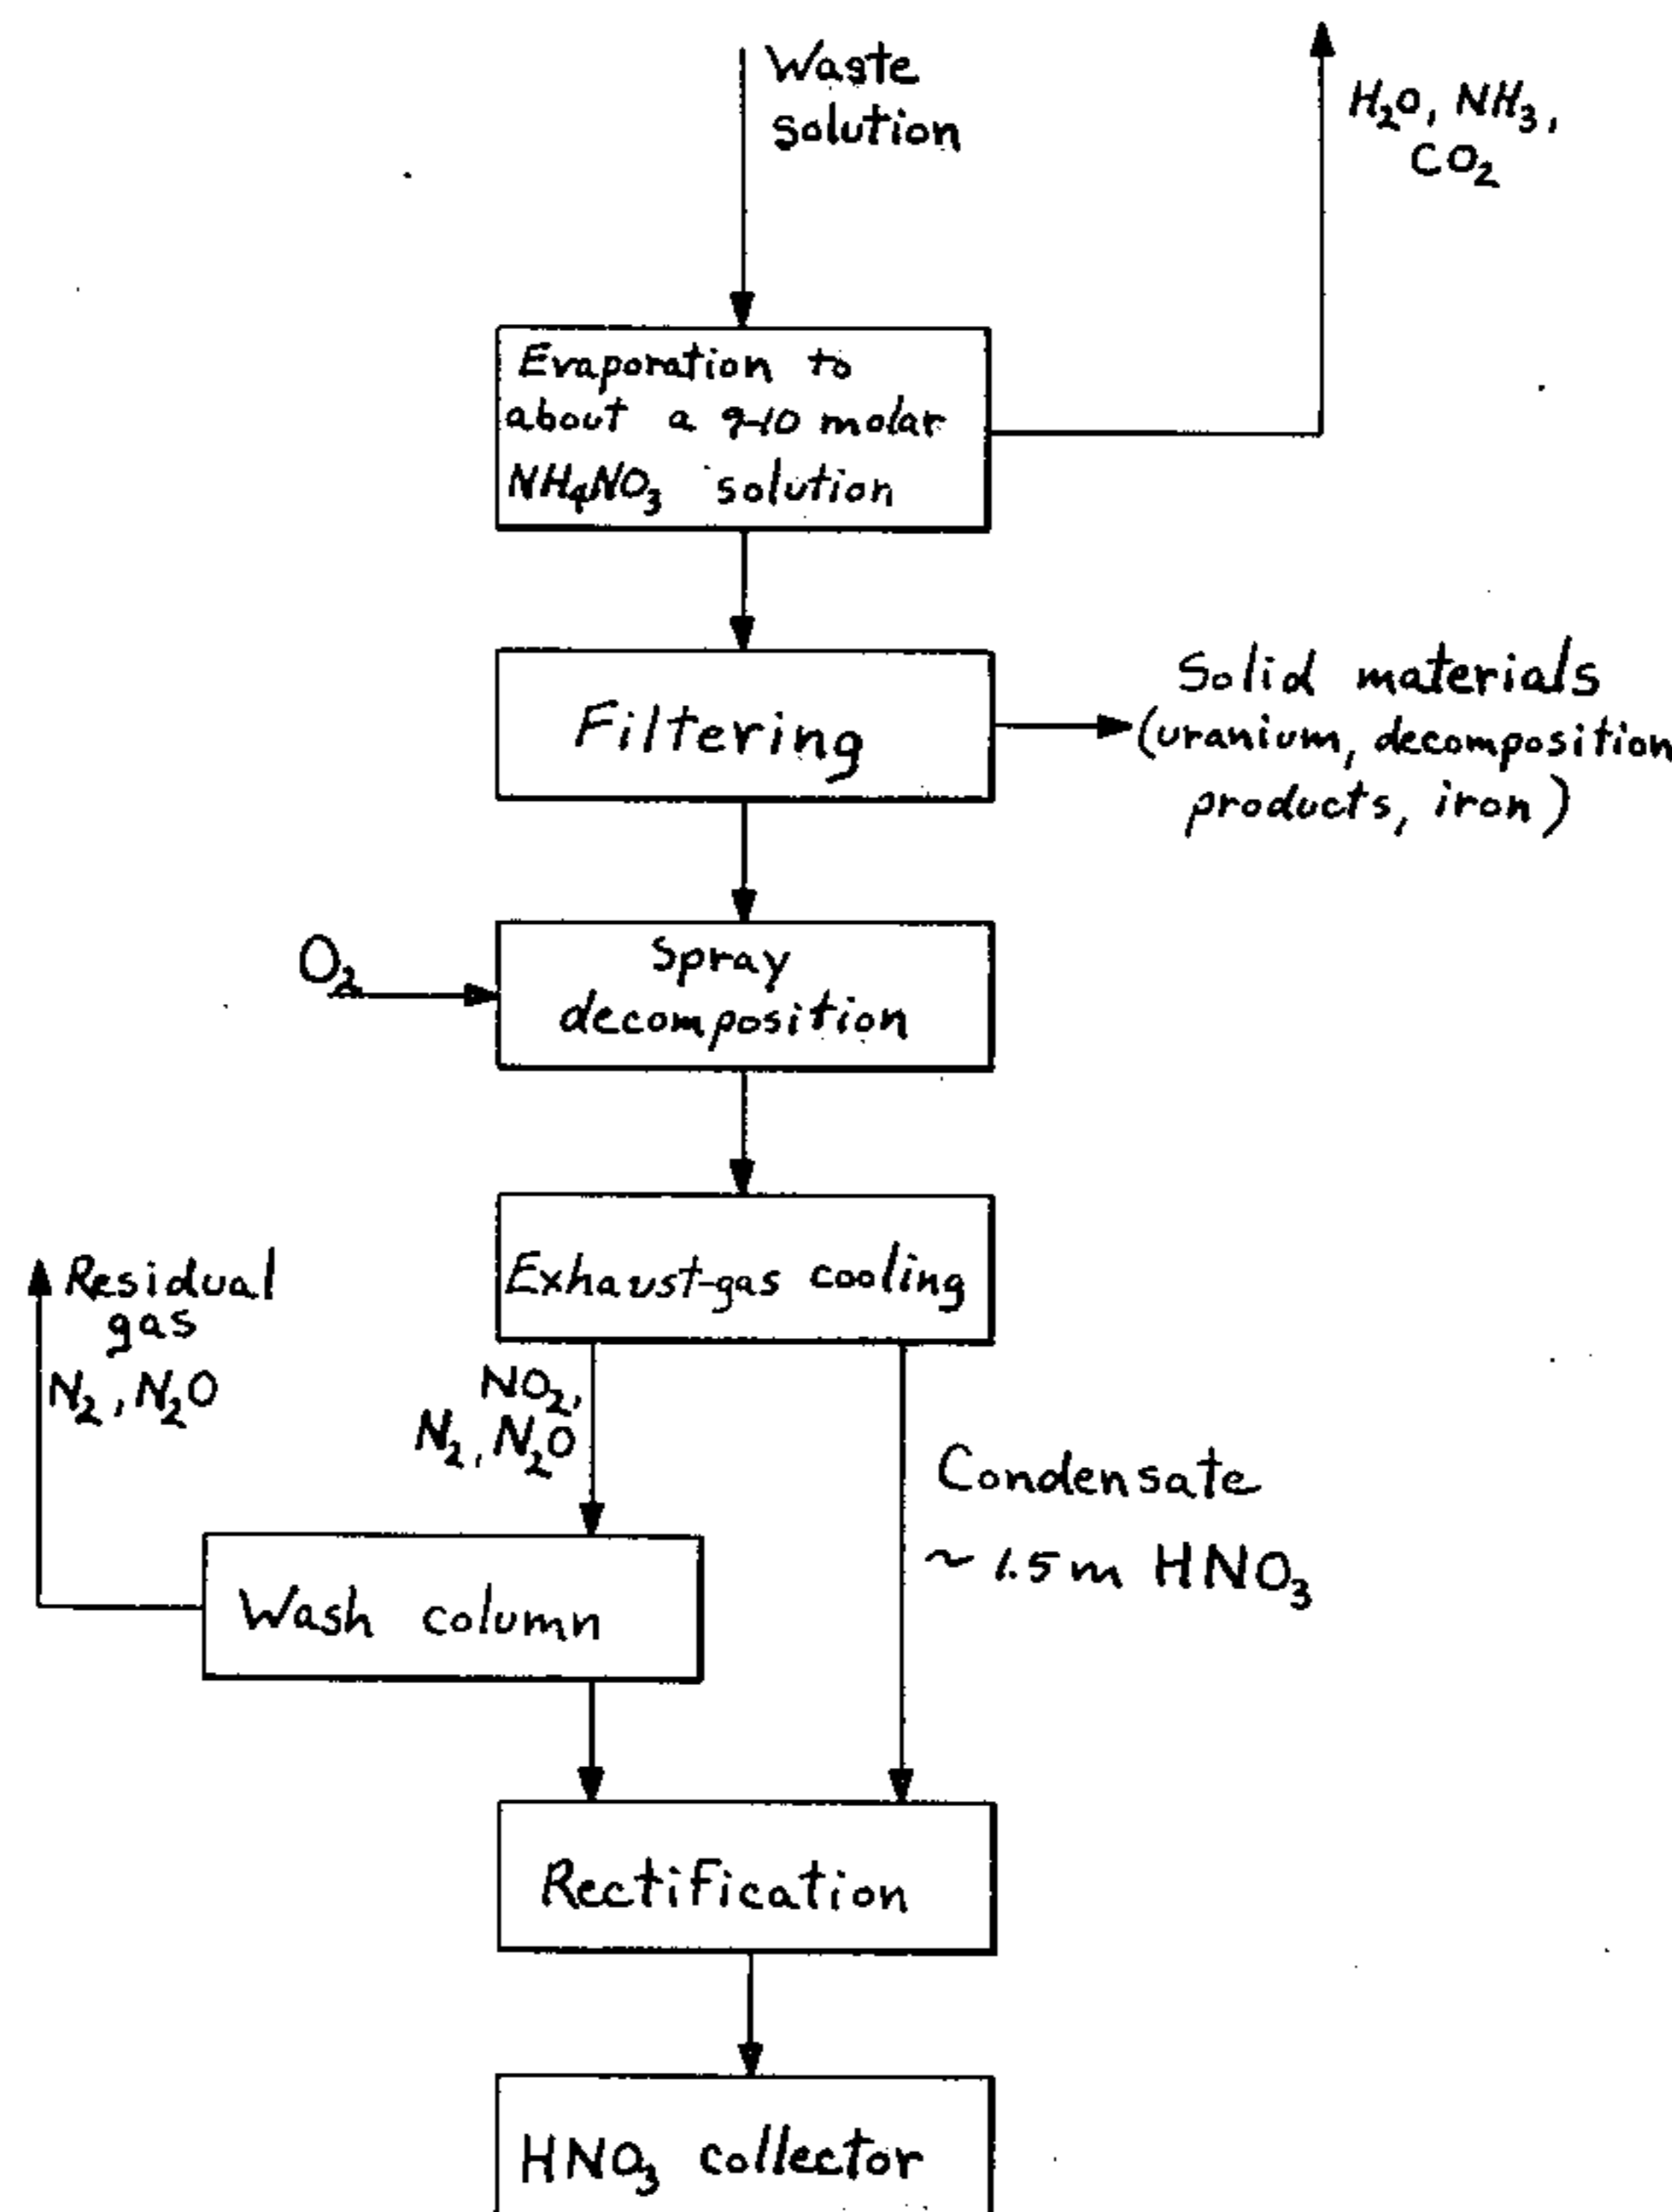 Waste
solution
H₂O, NH₃,
CO₂
Evaporation to
about a 9-10 molar
NH₄NO₃ solution
Filtering
Solid materials
(uranium, decomposition
products, iron)
O₂
Spray
decomposition
Exhaust-gas cooling
Residual
gas
N₂, N₂O
NO₂,
N₂, N₂O
Condensate
~ 1.5 m HNO₃
Wash column
Rectification
HNO₃ collector